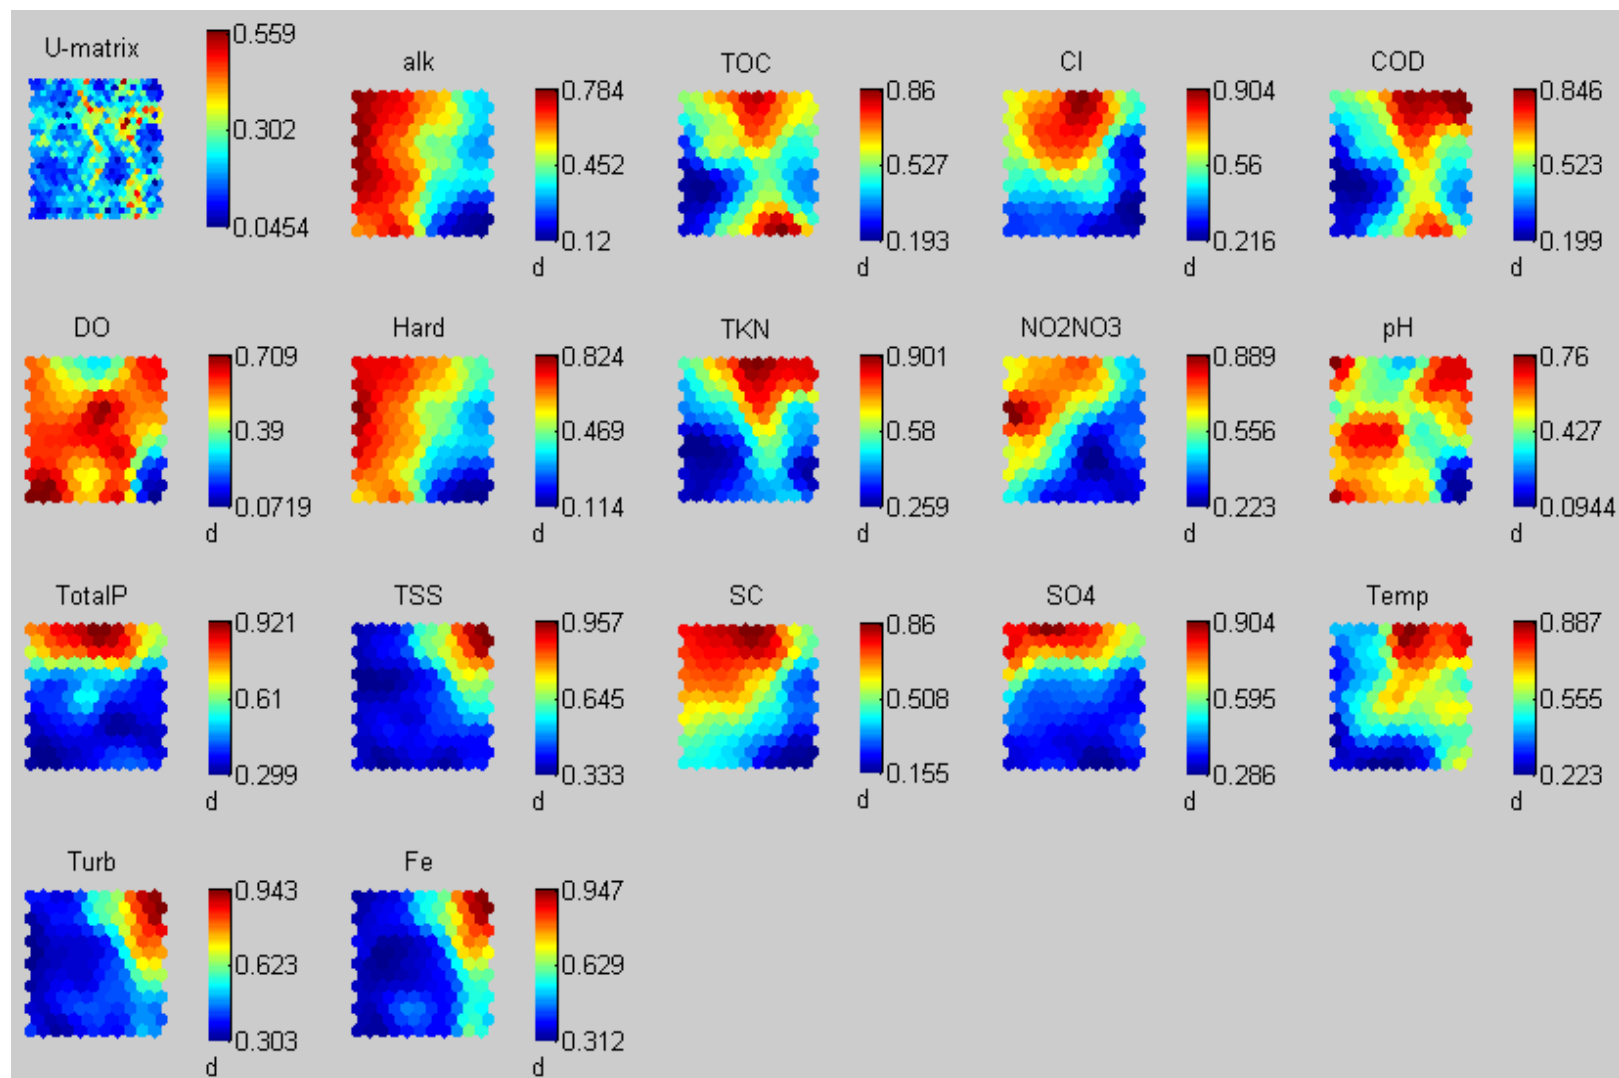 U-matrix
0.559
0.302
0.0454
alk
0.784
0.452
0.12
d
TOC
0.86
0.527
0.193
d
Cl
0.904
0.56
0.216
d
COD
0.846
0.523
0.199
d
DO
0.709
0.39
0.0719
d
Hard
0.824
0.469
0.114
d
TKN
0.901
0.58
0.259
d
NO2NO3
0.889
0.556
0.223
d
pH
0.76
0.427
0.0944
d
TotalP
0.921
0.61
0.299
d
TSS
0.957
0.645
0.333
d
SC
0.86
0.508
0.155
d
SO4
0.904
0.595
0.286
d
Temp
0.887
0.555
0.223
d
Turb
0.943
0.623
0.303
d
Fe
0.947
0.629
0.312
d